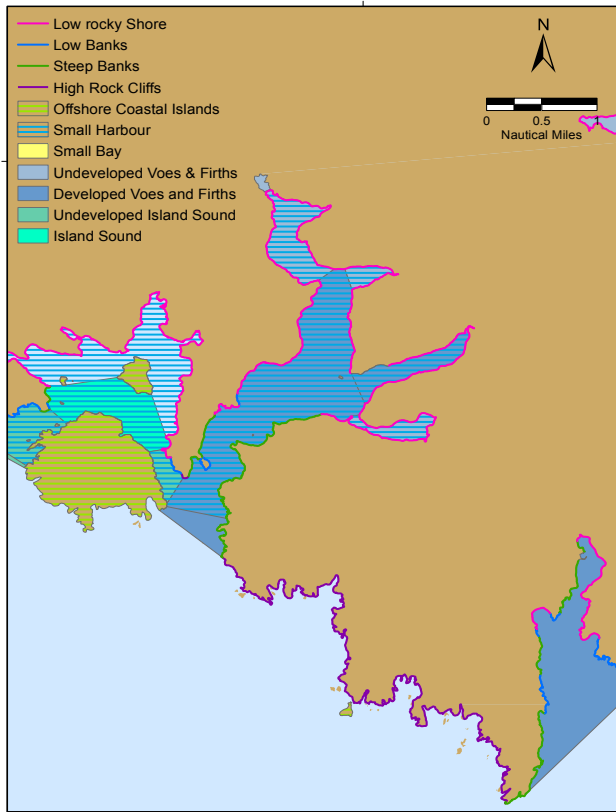 Low rocky Shore
Low Banks
Steep Banks
High Rock Cliffs
Offshore Coastal Islands
Small Harbour
Small Bay
Undeveloped Voes & Firths
Developed Voes and Firths
Undeveloped Island Sound
Island Sound
N
0 0.5 1
Nautical Miles